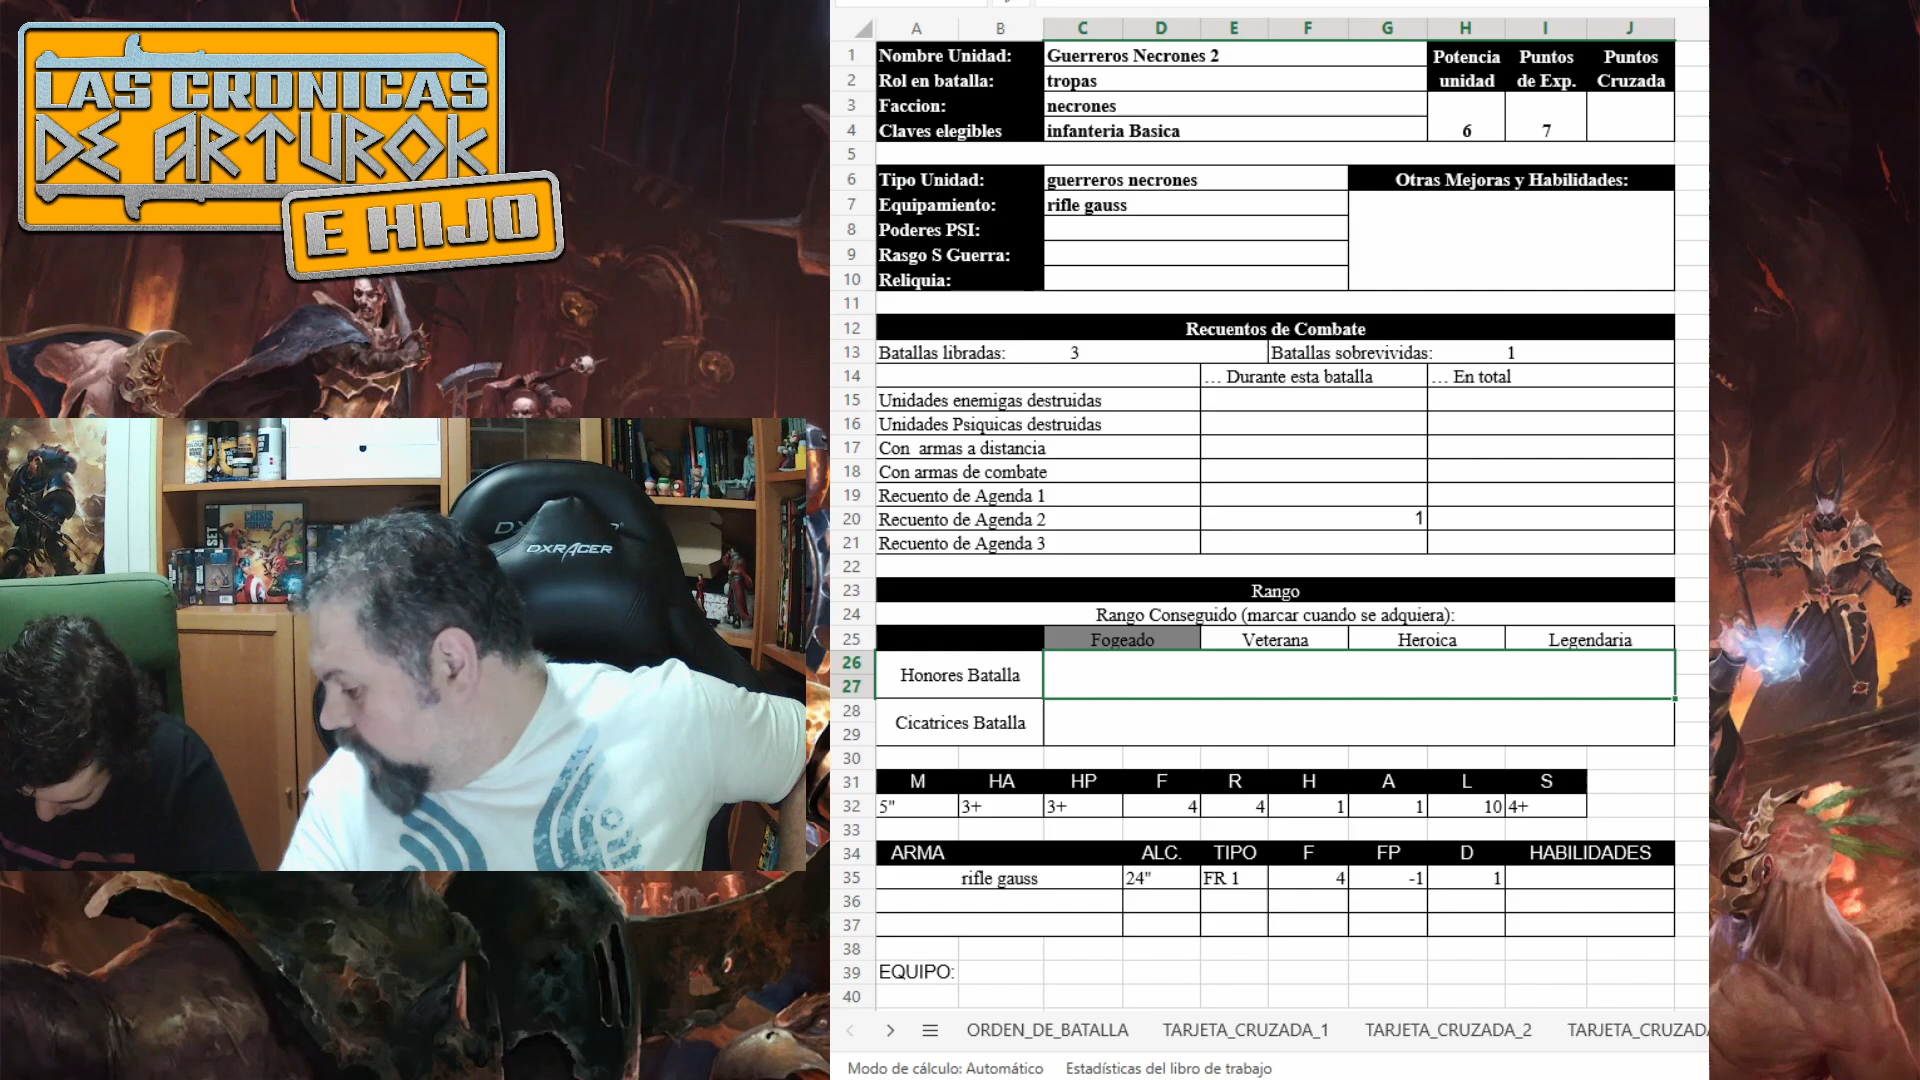 LAS CRONICAS
DE ARTUROK
E HIJO
DXRACER
CRISIS
A B C D E F G H I J
1 Nombre Unidad: Guerreros Necrones 2 Potencia Puntos Puntos
2 Rol en batalla: tropas unidad de Exp. Cruzada
3 Faccion: necrones
4 Claves elegibles infanteria Basica 6 7
5
6 Tipo Unidad: guerreros necrones Otras Mejoras y Habilidades:
7 Equipamiento: rifle gauss
8 Poderes PSI:
9 Rasgo S Guerra:
10 Reliquia:
11
12 Recuentos de Combate
13 Batallas libradas: 3 Batallas sobrevividas: 1
14 … Durante esta batalla … En total
15 Unidades enemigas destruidas
16 Unidades Psiquicas destruidas
17 Con armas a distancia
18 Con armas de combate
19 Recuento de Agenda 1
20 Recuento de Agenda 2 1
21 Recuento de Agenda 3
22
23 Rango
24 Rango Conseguido (marcar cuando se adquiera):
25 Fogeado Veterana Heroica Legendaria
26 Honores Batalla
27
28 Cicatrices Batalla
29
30
31 M HA HP F R H A L S
32 5" 3+ 3+ 4 4 1 1 10 4+
33
34 ARMA ALC. TIPO F FP D HABILIDADES
35 rifle gauss 24" FR 1 4 -1 1
36
37
38
39 EQUIPO:
40
ORDEN_DE_BATALLA TARJETA_CRUZADA_1 TARJETA_CRUZADA_2 TARJETA_CRUZADA
Modo de cálculo: Automático Estadísticas del libro de trabajo